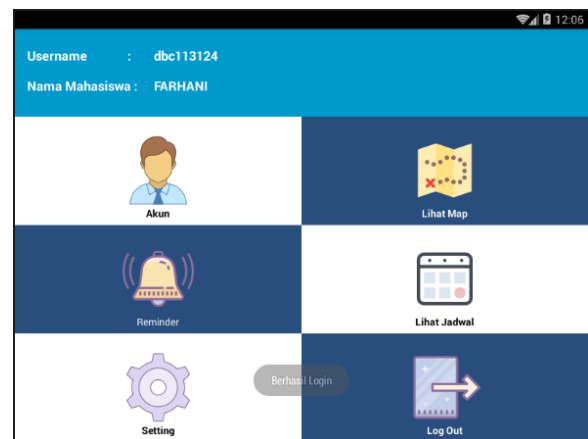 12:06
Username : dbc113124
Nama Mahasiswa : FARHANI
Akun
Lihat Map
Reminder
Lihat Jadwal
Berhasil Login
Setting
Log Out